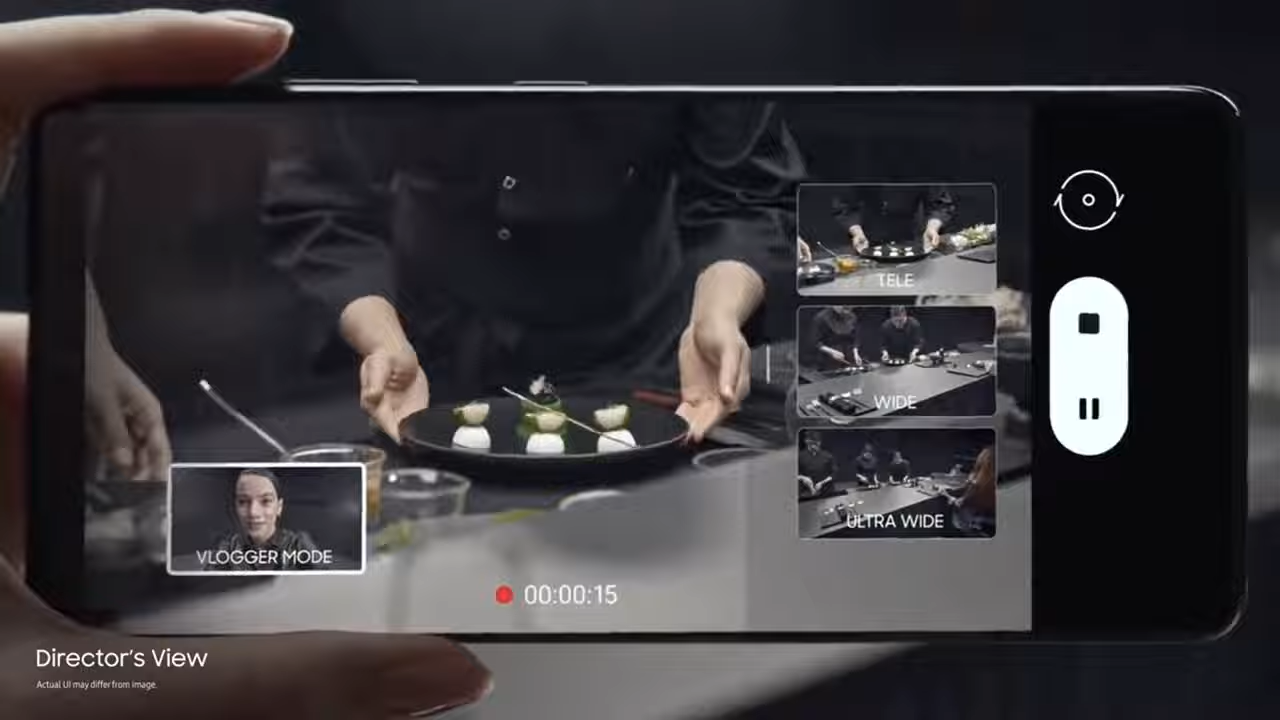 TELE
WIDE
ULTRA WIDE
VLOGGER MODE
00:00:15
Director's View
Actual UI may differ from image.